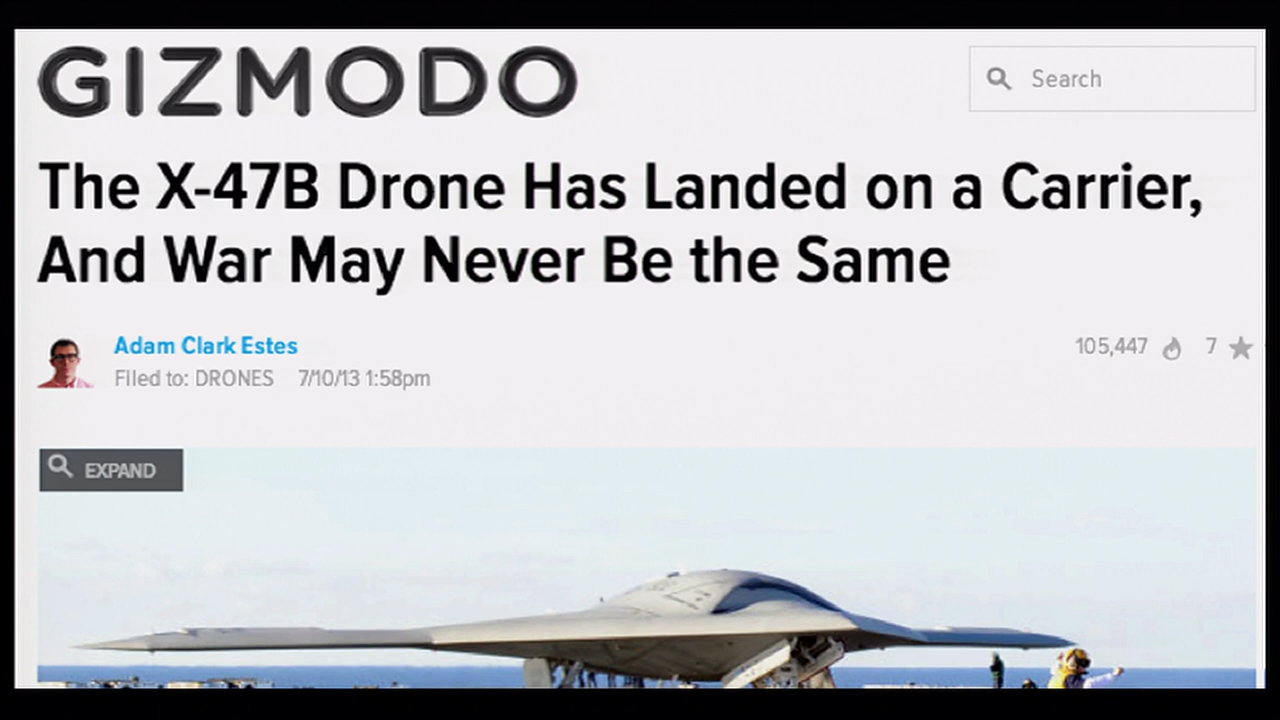 GIZMODO
Search
The X-47B Drone Has Landed on a Carrier,
And War May Never Be the Same
Adam Clark Estes
105,447 7
Filed to: DRONES 7/10/13 1:58pm
EXPAND